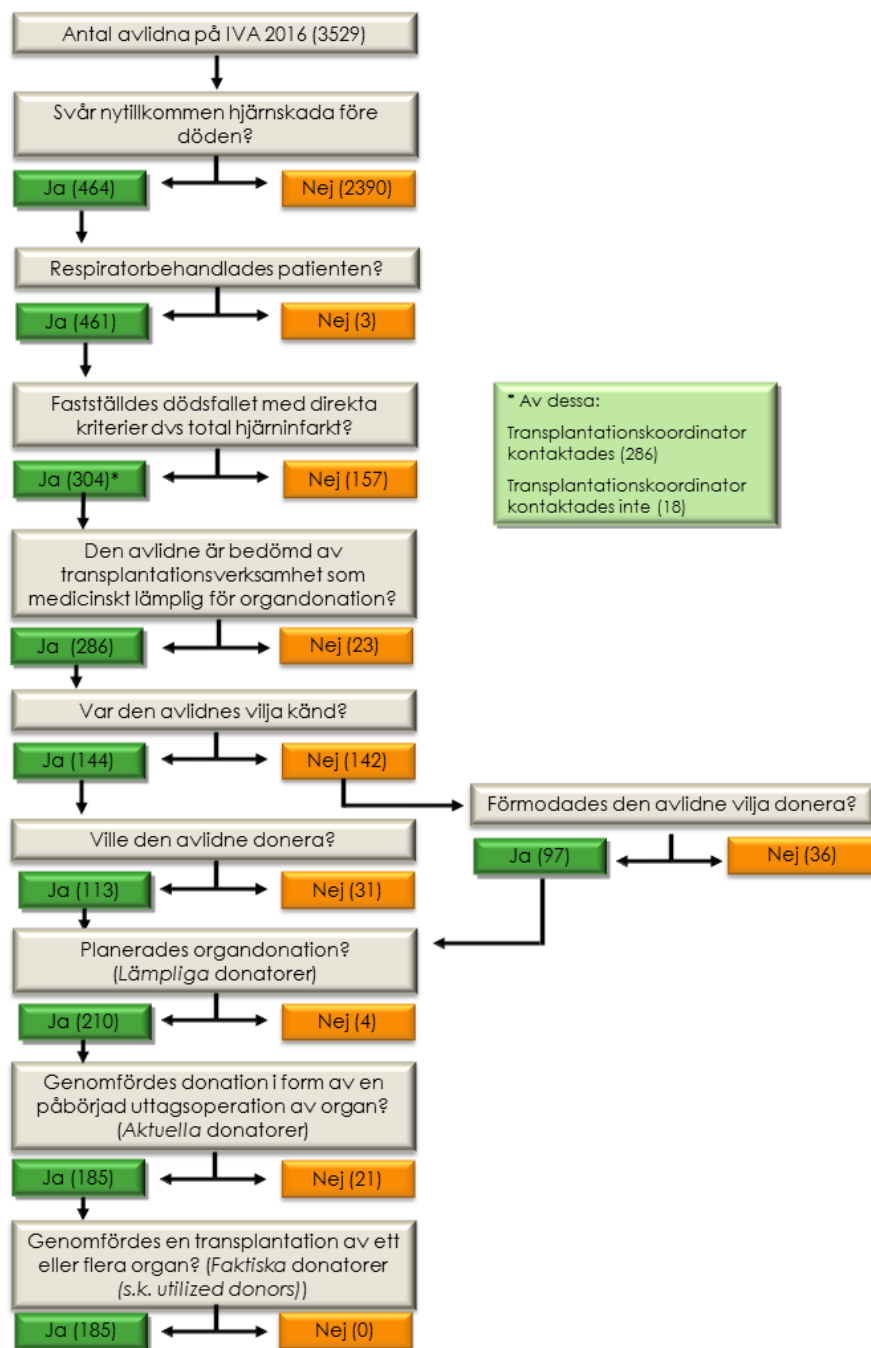 Antal avlidna på IVA 2016 (3529)
Svår nytillkommen hjärnskada före
döden?
Ja (464)
Nej (2390)
Respiratorbehandlades patienten?
Ja (461)
Nej (3)
Fastställdes dödsfallet med direkta
kriterier dvs total hjärninfarkt?
Ja (304)*
Nej (157)
* Av dessa:
Transplantationskoordinator
kontaktades (286)
Transplantationskoordinator
kontaktades inte (18)
Den avlidne är bedömd av
transplantationsverksamhet som
medicinskt lämplig för organdonation?
Ja (286)
Nej (23)
Var den avlidnes vilja känd?
Ja (144)
Nej (142)
Förmodades den avlidne vilja donera?
Ja (97)
Nej (36)
Ville den avlidne donera?
Ja (113)
Nej (31)
Planerades organdonation?
(Lämpliga donatorer)
Ja (210)
Nej (4)
Genomfördes donation i form av en
påbörjad uttagsoperation av organ?
(Aktuella donatorer)
Ja (185)
Nej (21)
Genomfördes en transplantation av ett
eller flera organ? (Faktiska donatorer
(s.k. utilized donors))
Ja (185)
Nej (0)